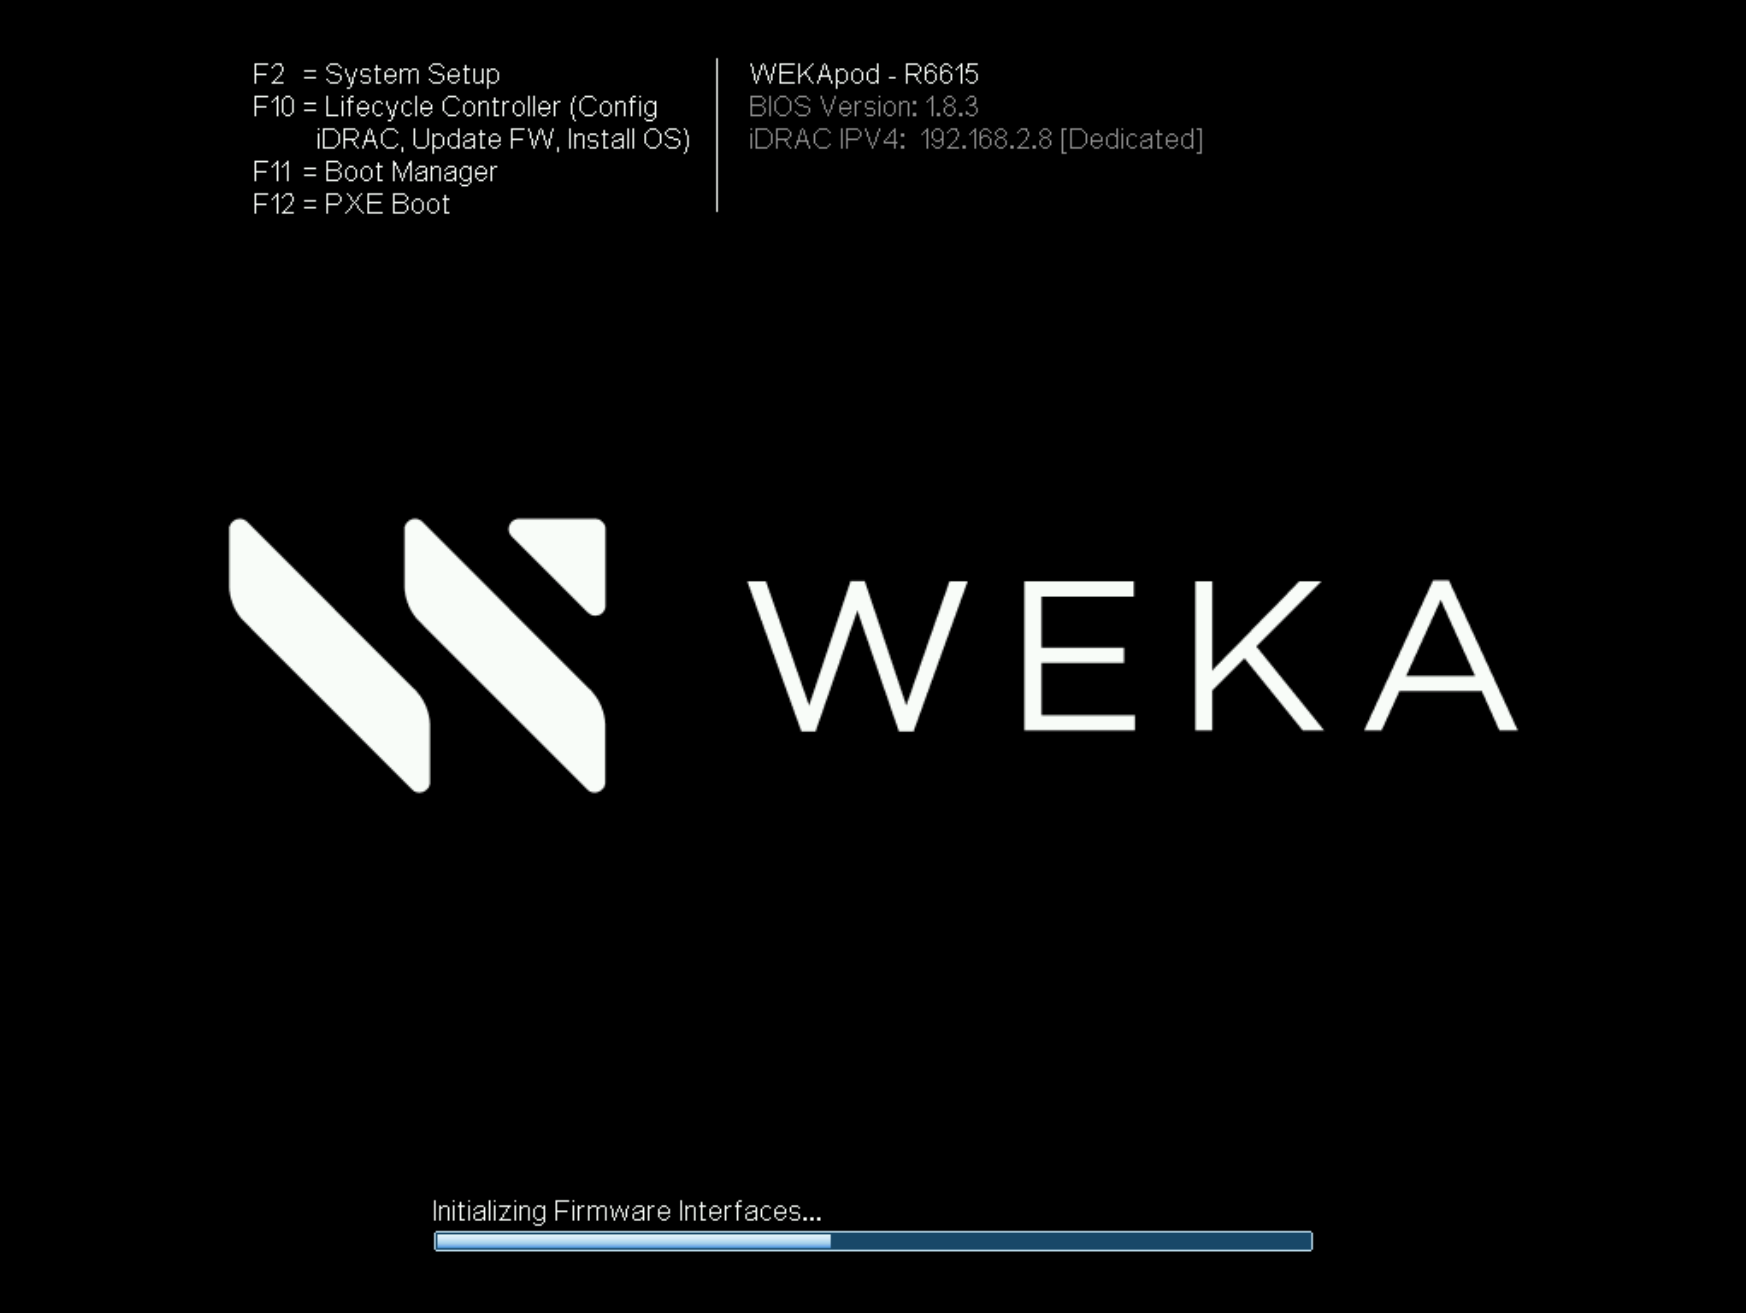 F2 = System Setup
F10 = Lifecycle Controller (Config
iDRAC, Update FW, Install OS)
F11 = Boot Manager
F12 = PXE Boot
WEKApod - R6615
BIOS Version: 1.8.3
iDRAC IPV4: 192.168.2.8 [Dedicated]
WEKA
Initializing Firmware Interfaces...